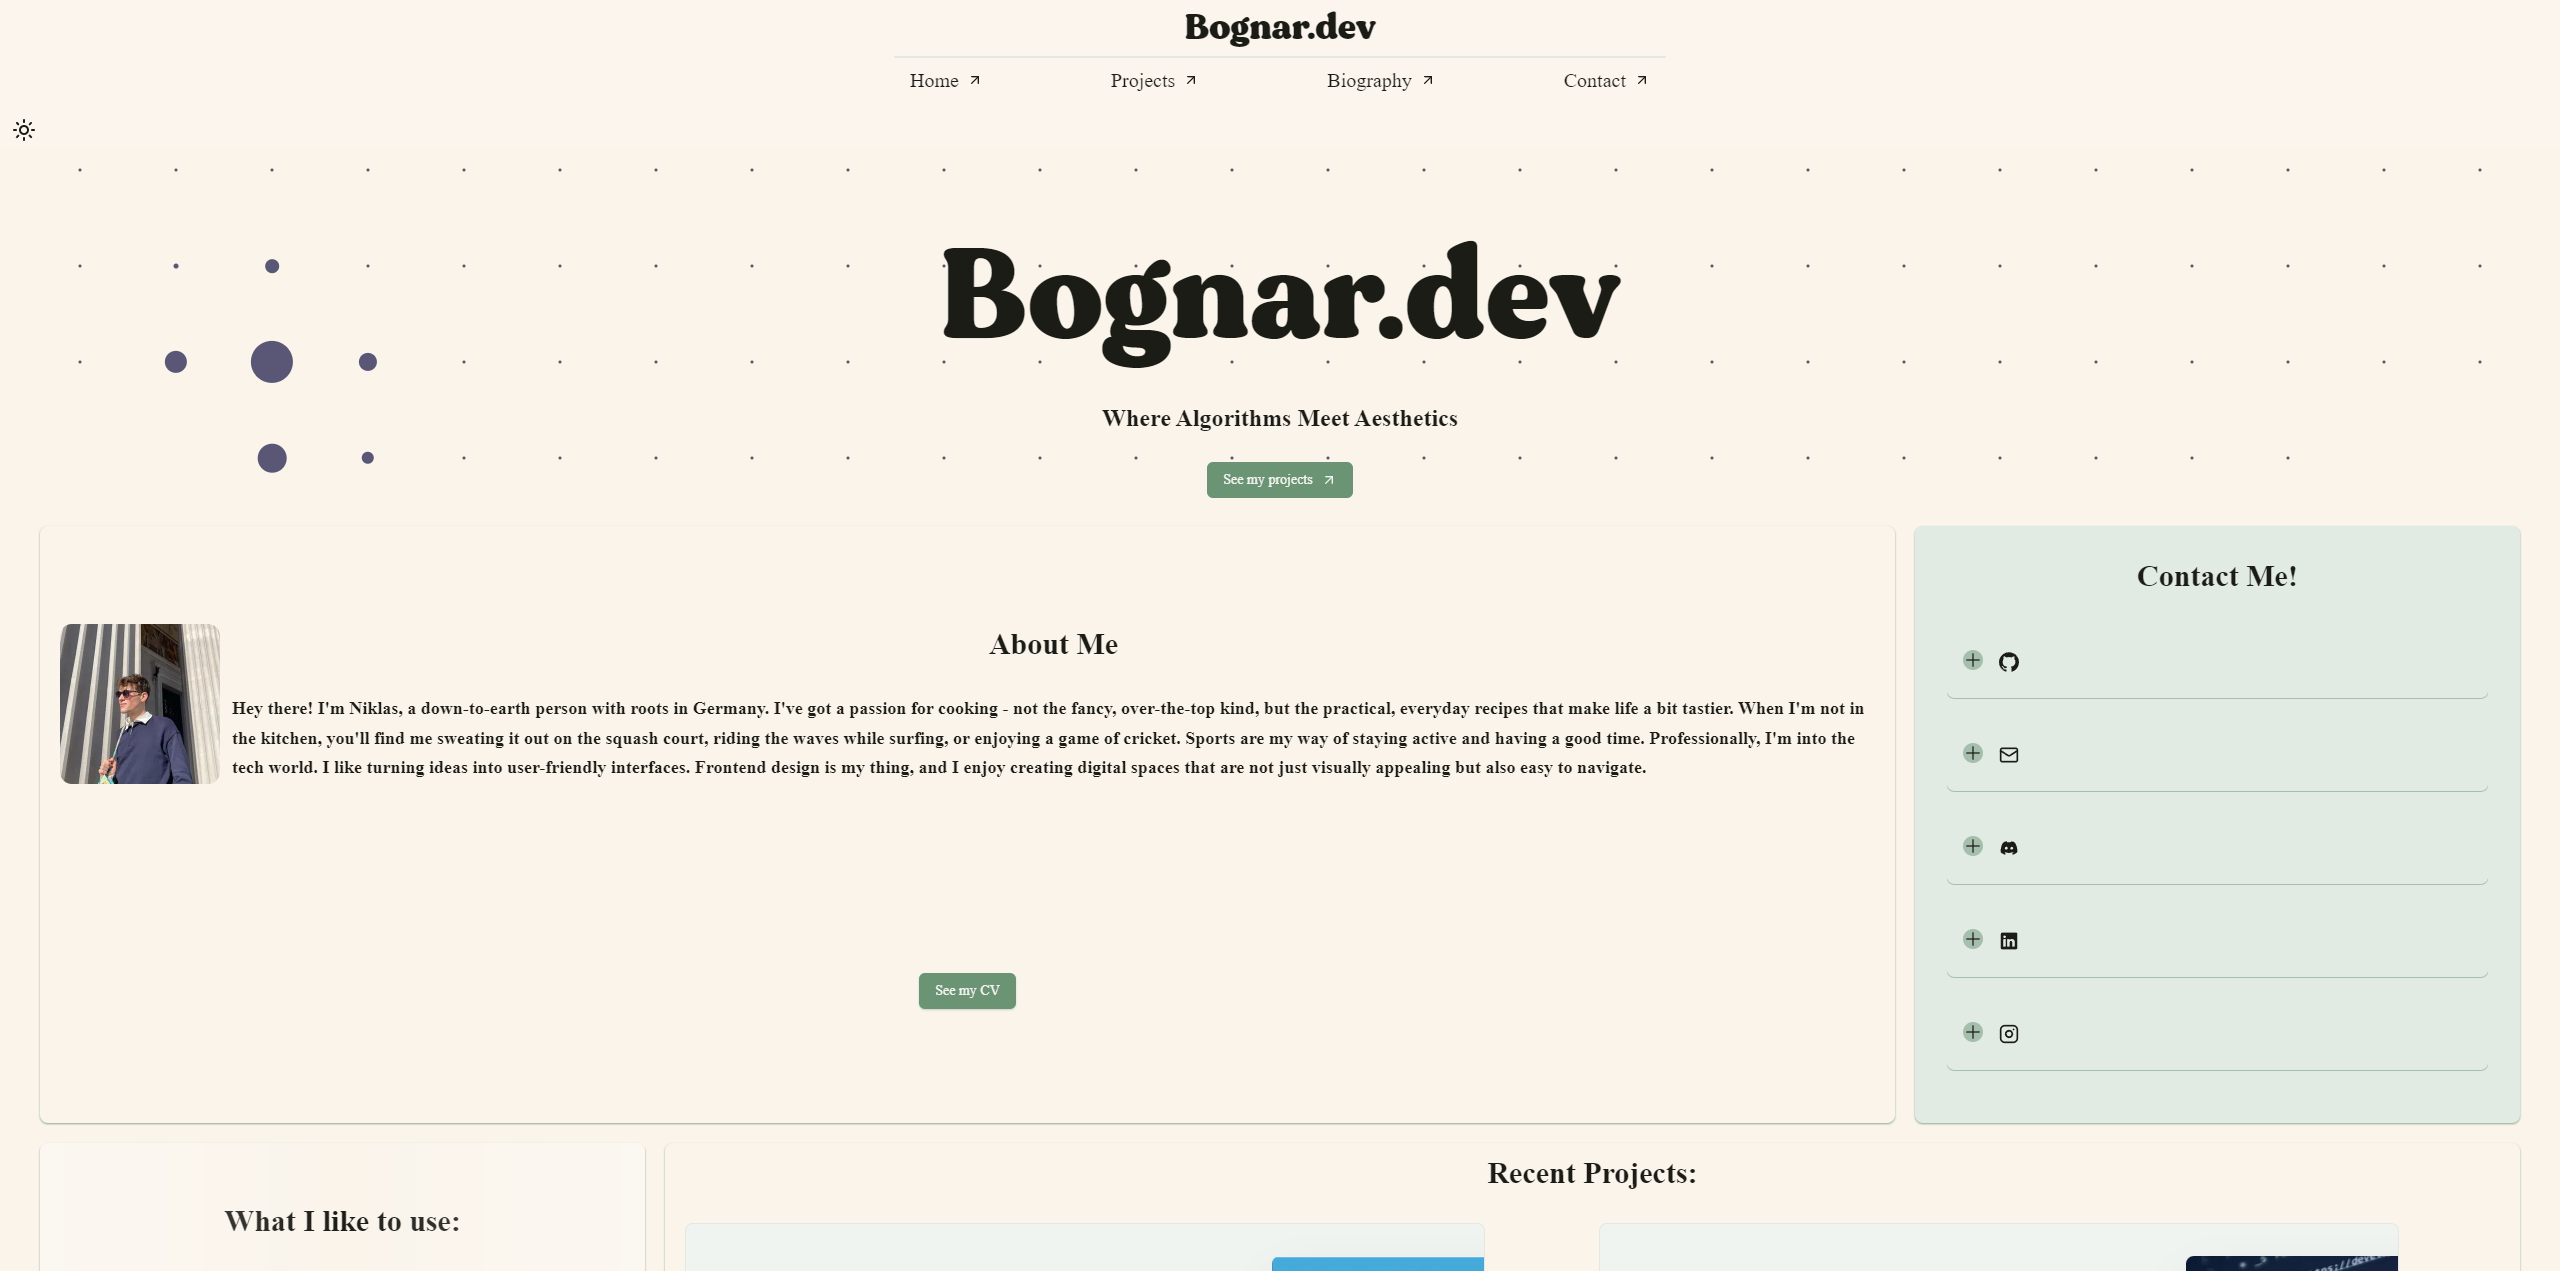 Bognar.dev
Home
Projects
Biography
Contact
Bognar.dev
Where Algorithms Meet Aesthetics
See my projects
About Me
Hey there! I'm Niklas, a down-to-earth person with roots in Germany. I've got a passion for cooking - not the fancy, over-the-top kind, but the practical, everyday recipes that make life a bit tastier. When I'm not in
the kitchen, you'll find me sweating it out on the squash court, riding the waves while surfing, or enjoying a game of cricket. Sports are my way of staying active and having a good time. Professionally, I'm into the
tech world. I like turning ideas into user-friendly interfaces. Frontend design is my thing, and I enjoy creating digital spaces that are not just visually appealing but also easy to navigate.
See my CV
Contact Me!
What I like to use:
Recent Projects: